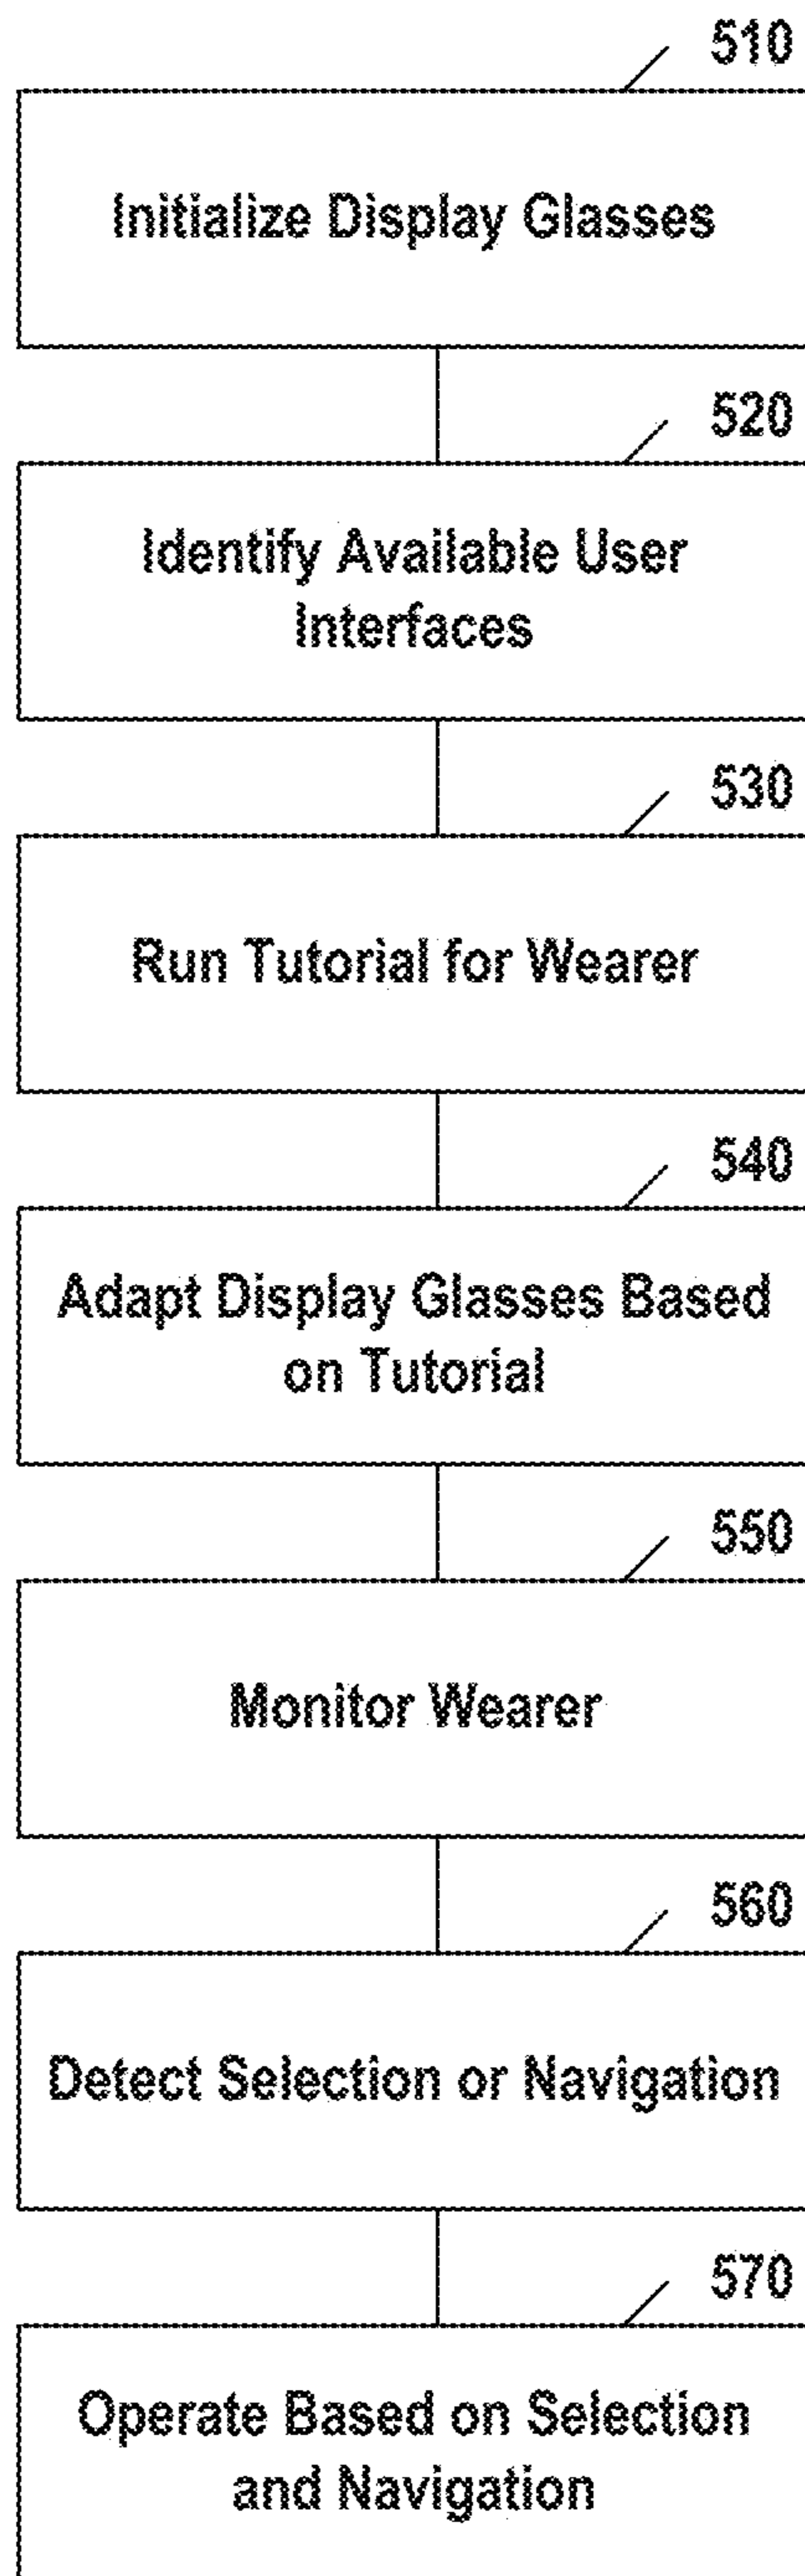 510
Initialize Display Glasses
520
Identify Available User
Interfaces
530
Run Tutorial for Wearer
540
Adapt Display Glasses Based
on Tutorial
550
Monitor Wearer
560
Detect Selection or Navigation
570
Operate Based on Selection
and Navigation